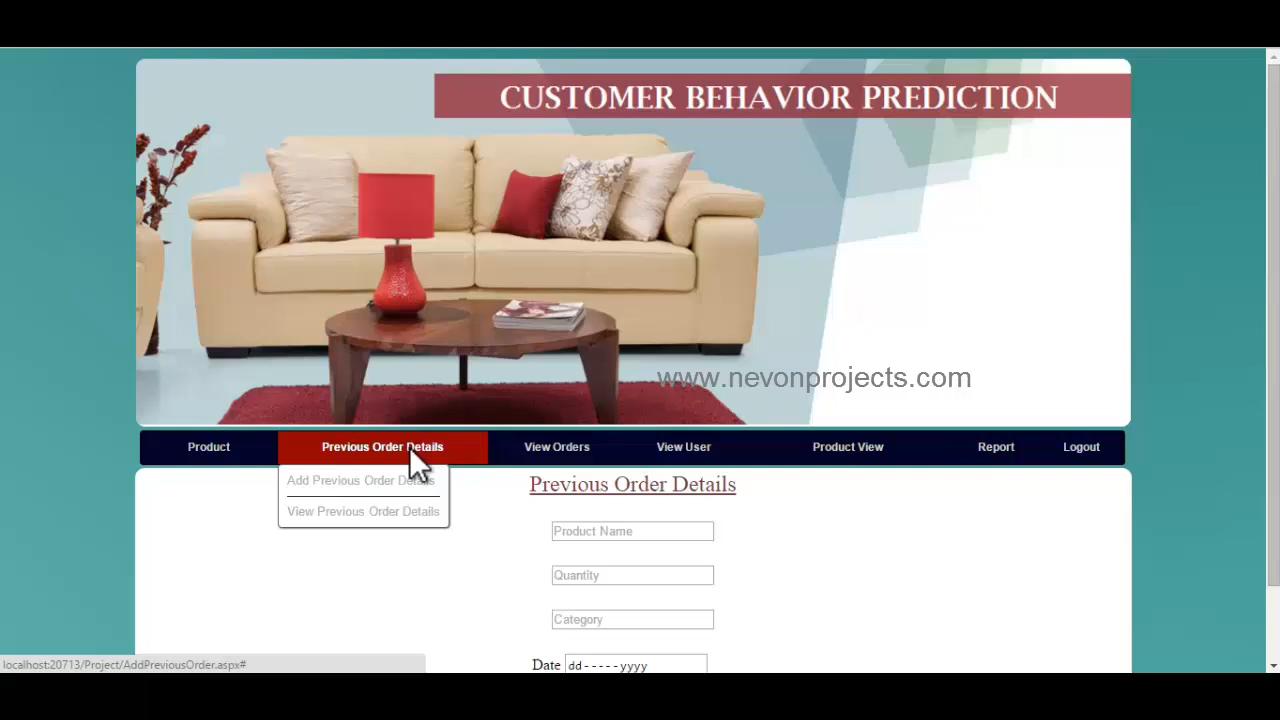 CUSTOMER BEHAVIOR PREDICTION
www.nevonprojects.com
Product Previous Order Details View Orders View User Product View Report Logout
Add Previous Order Details
View Previous Order Details
Previous Order Details
Product Name
Quantity
Category
Date dd-----yyyy
localhost:20713/Project/AddPreviousOrder.aspx#